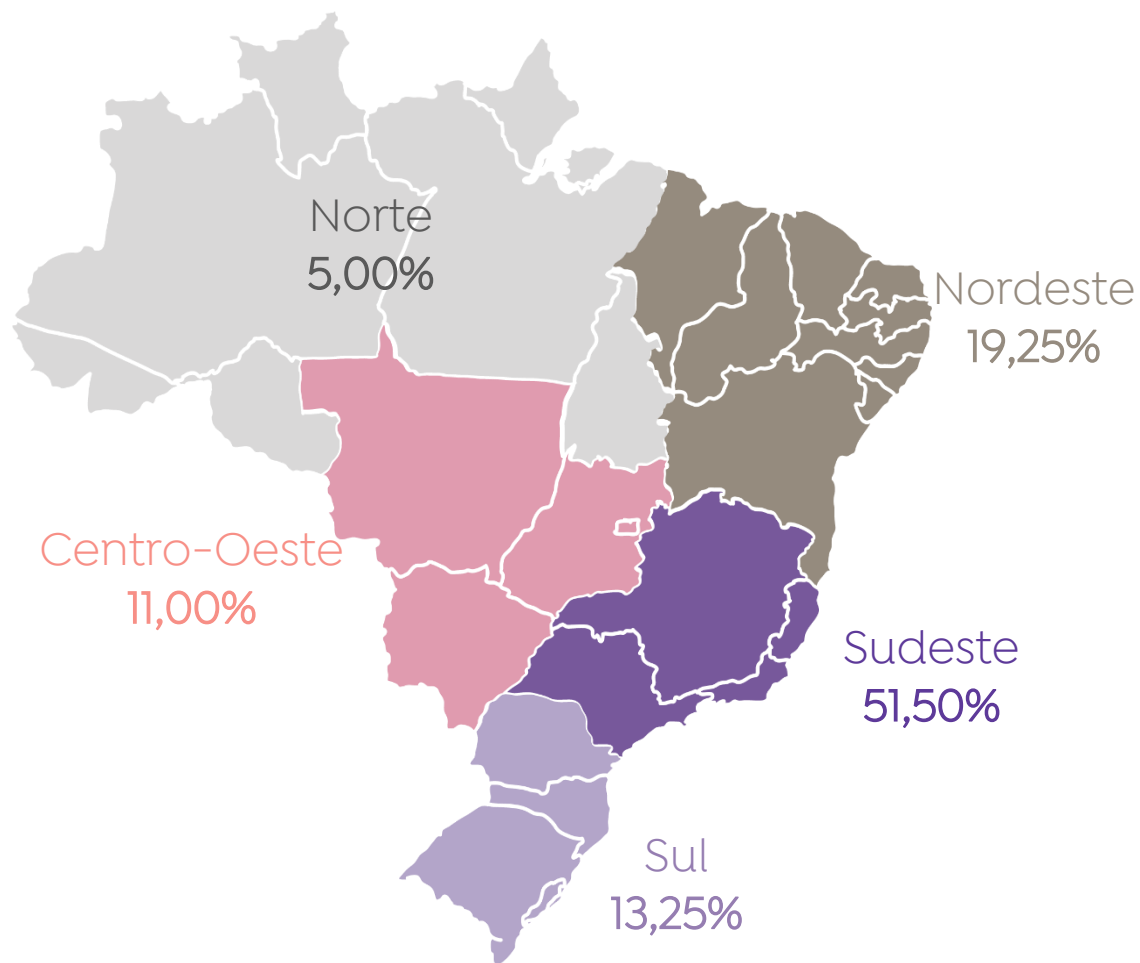 Norte
5,00%
Nordeste
19,25%
Centro-Oeste
11,00%
Sudeste
51,50%
Sul
13,25%